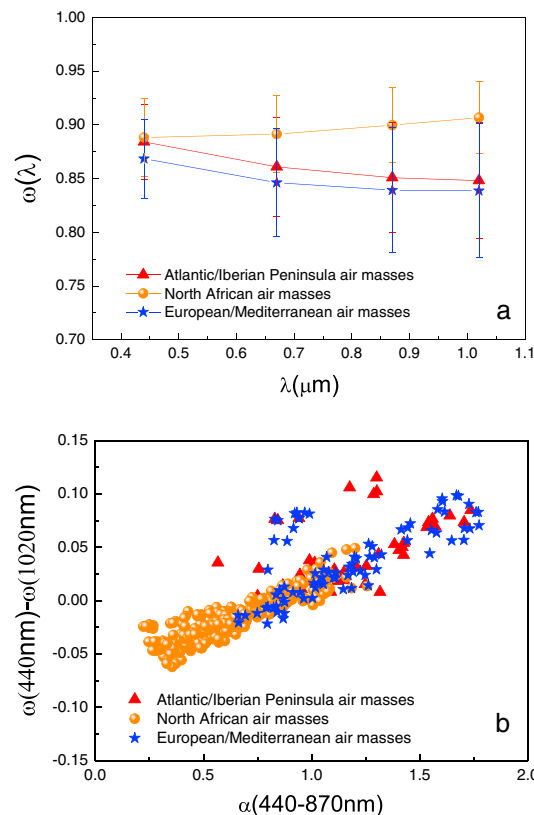 1.00
0.95
0.90
0.85
0.80
0.75
0.70
ω(λ)
Atlantic/Iberian Peninsula air masses
North African air masses
European/Mediterranean air masses
a
0.4 0.5 0.6 0.7 0.8 0.9 1.0 1.1
λ(μm)
0.15
0.10
0.05
0.00
-0.05
-0.10
-0.15
ω(440nm)-ω(1020nm)
Atlantic/Iberian Peninsula air masses
North African air masses
European/Mediterranean air masses
b
0.0 0.5 1.0 1.5 2.0
α(440-870nm)